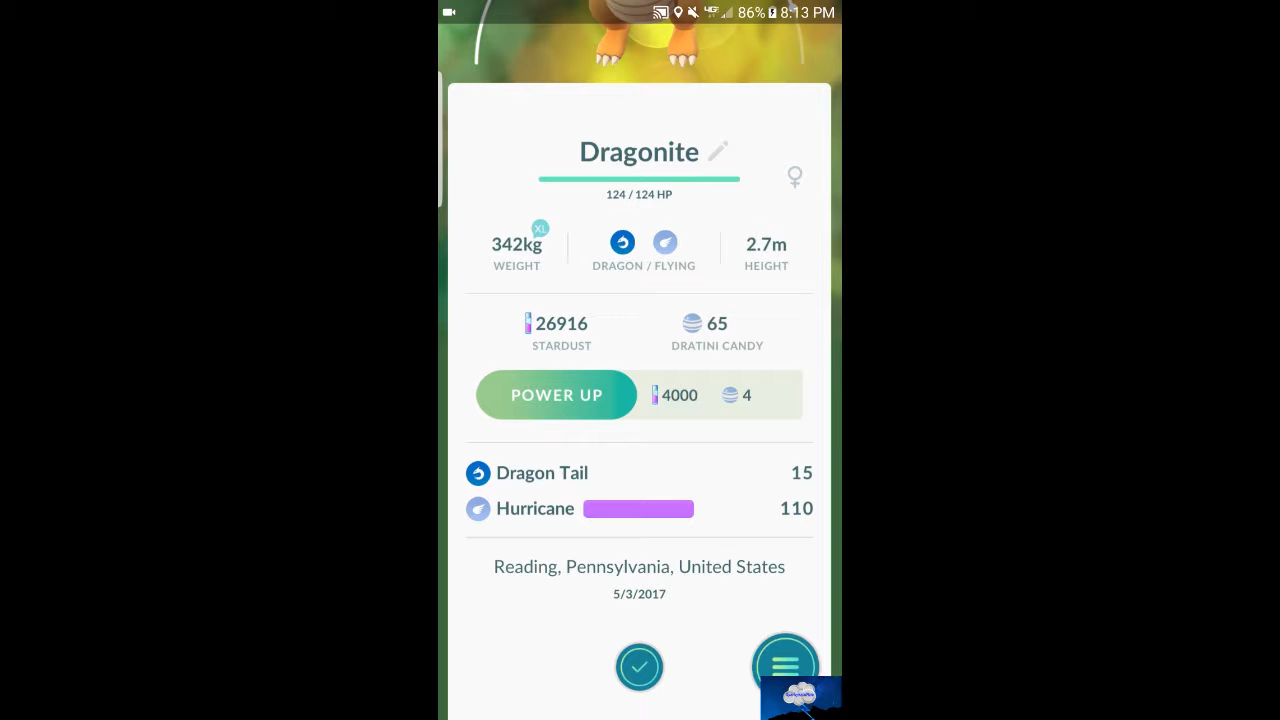 86% 8:13 PM
Dragonite
124 / 124 HP
XL
342kg
WEIGHT
DRAGON / FLYING
2.7m
HEIGHT
26916
STARDUST
65
DRATINI CANDY
POWER UP 4000 4
Dragon Tail 15
Hurricane 110
Reading, Pennsylvania, United States
5/3/2017